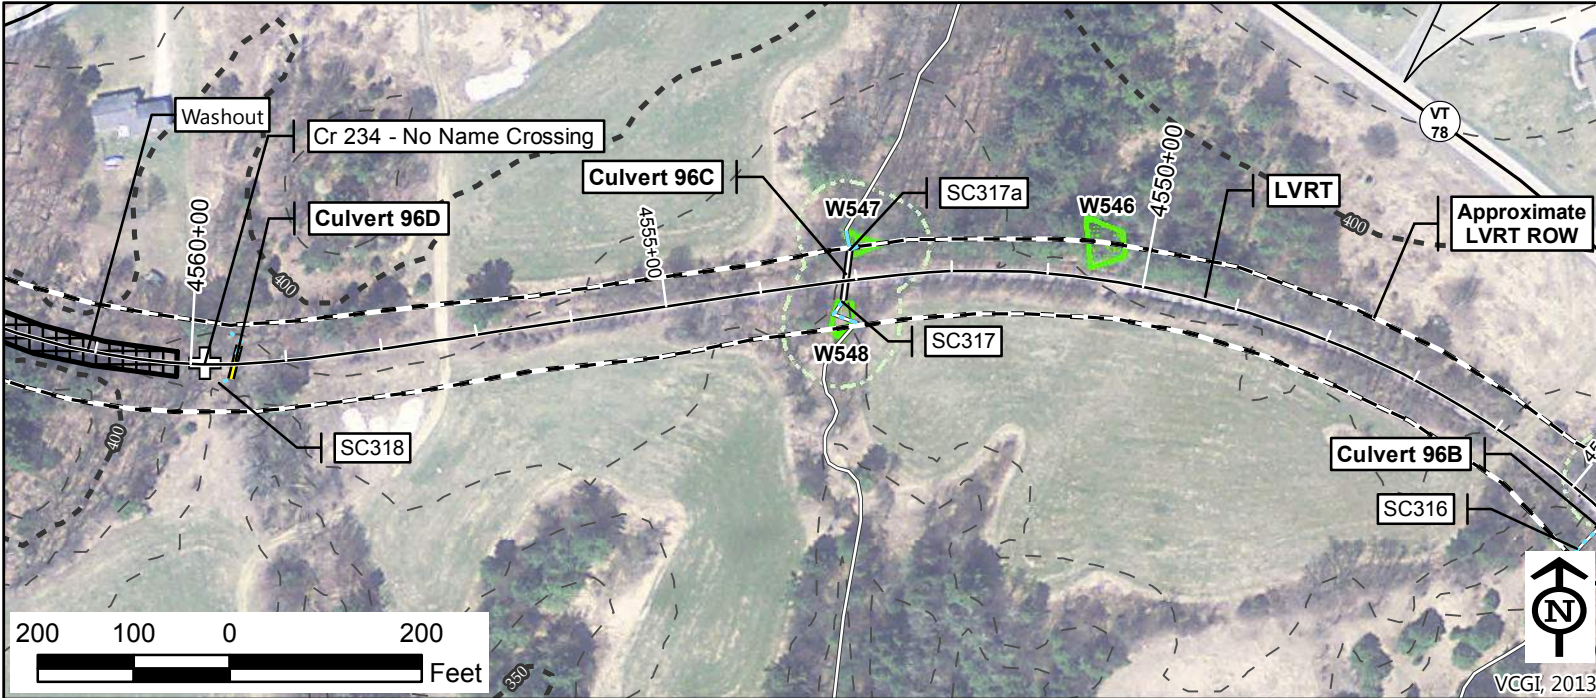 Washout
Cr 234 - No Name Crossing
Culvert 96D
4560+00
400
4555+00
Culvert 96C
W547
SC317a
W546
4550+00
LVRT
VT
78
400
Approximate
LVRT ROW
W548
SC317
400
SC318
Culvert 96B
45
SC316
200 100 0 200
Feet
350
N
VCGI, 2013